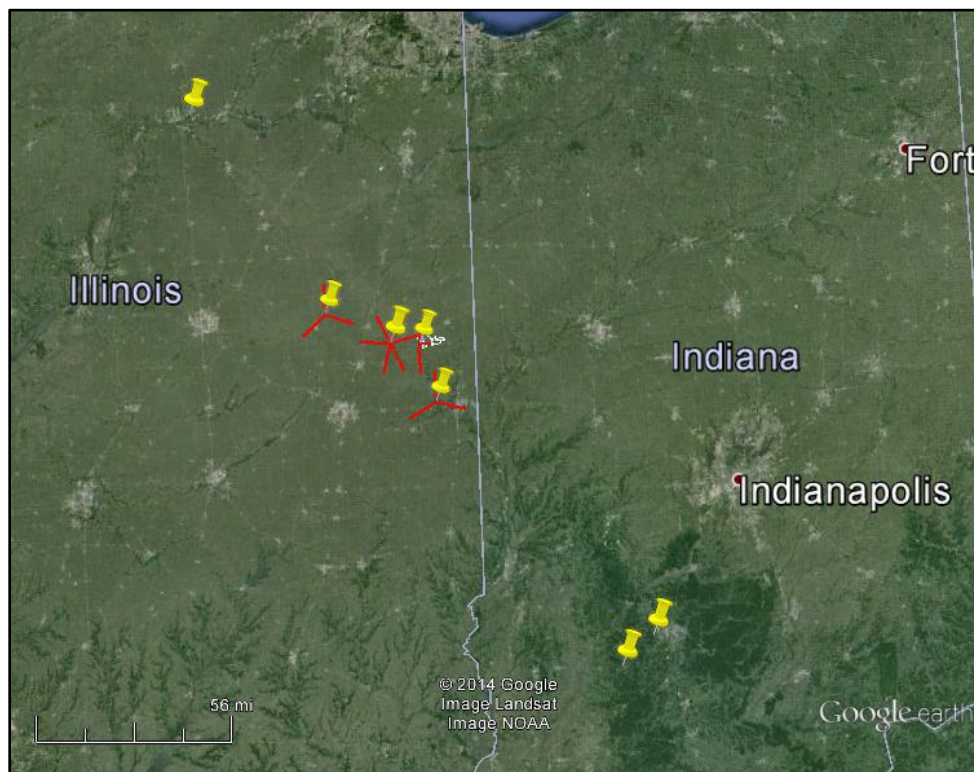 Fort
Illinois
Indiana
Indianapolis
56 mi
© 2014 Google
Image Landsat
Image NOAA
Google earth